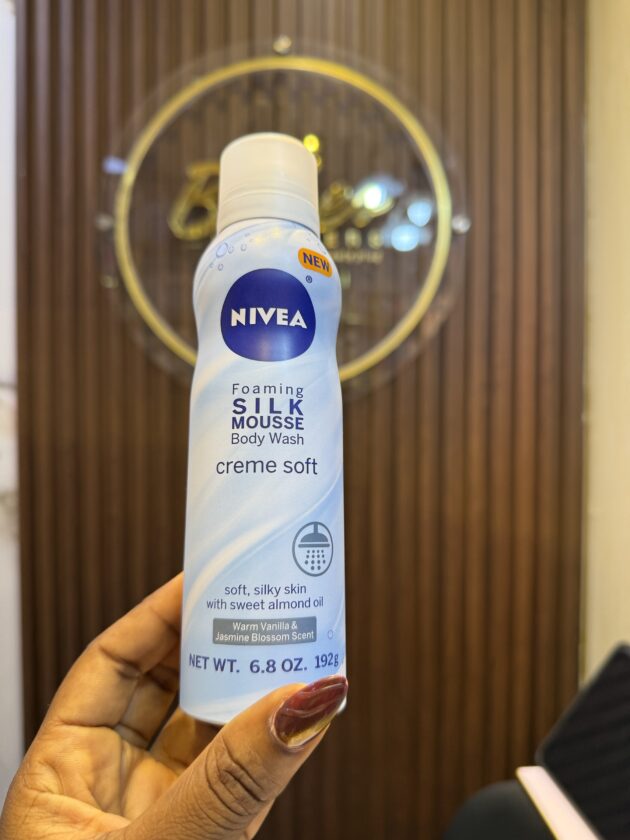 NEW
NIVEA
®
Foaming
SILK
MOUSSE
Body Wash
creme soft
soft, silky skin
with sweet almond oil
Warm Vanilla &
Jasmine Blossom Scent
NET WT. 6.8 OZ. 192g